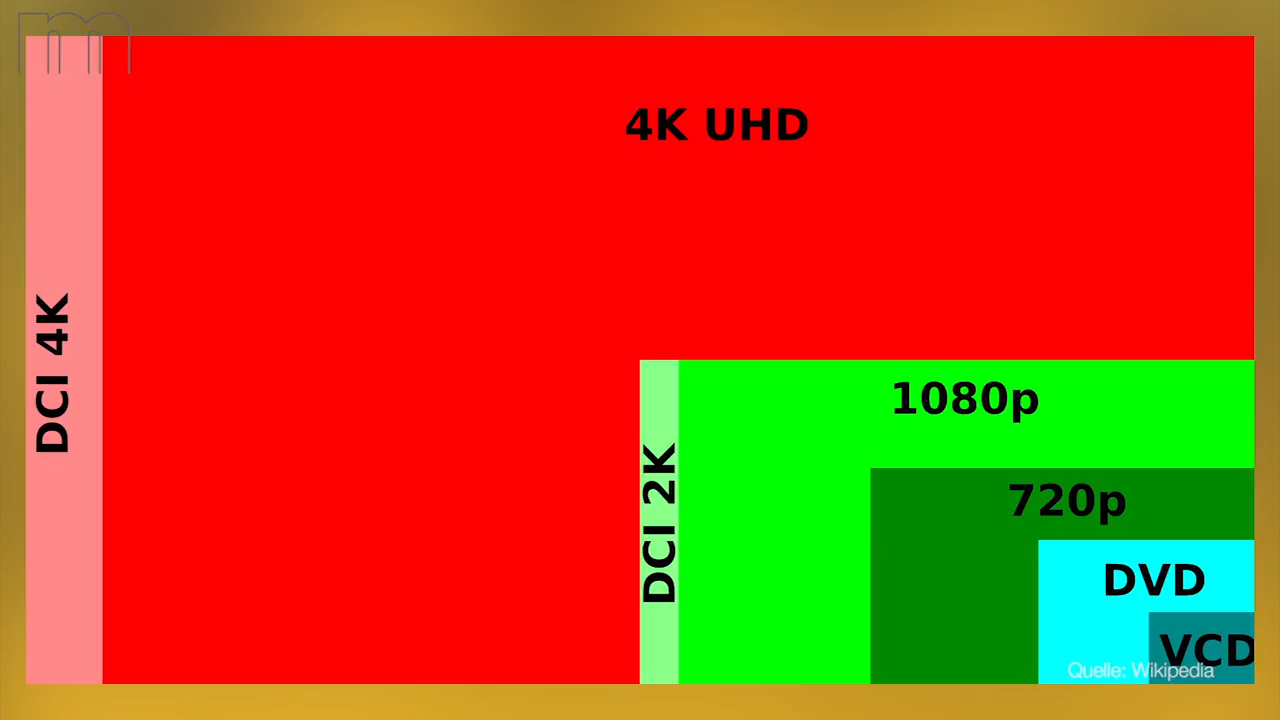 m
4K UHD
DCI 4K
1080p
DCI 2K
720p
DVD
VCD
Quelle: Wikipedia